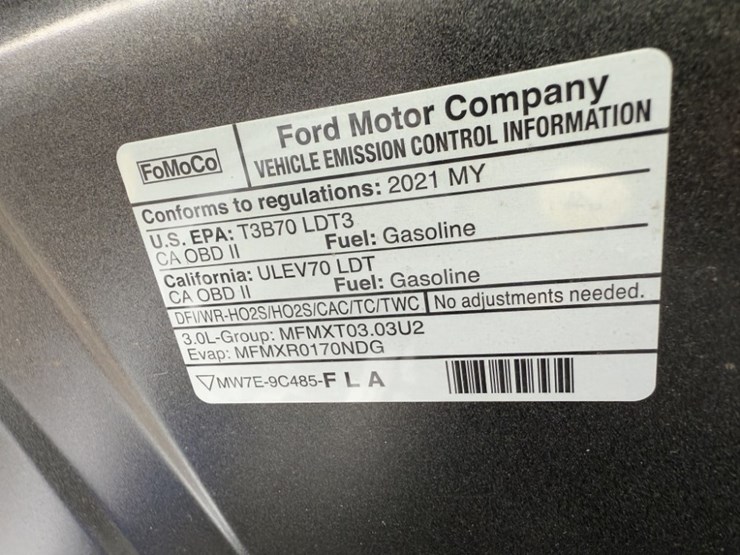 FoMoCo
Ford Motor Company
VEHICLE EMISSION CONTROL INFORMATION
Conforms to regulations: 2021 MY
U.S. EPA: T3B70 LDT3
CA OBD II Fuel: Gasoline
California: ULEV70 LDT
CA OBD II Fuel: Gasoline
DFI/WR-HO2S/HO2S/CAC/TC/TWC No adjustments needed.
3.0L-Group: MFMXT03.03U2
Evap: MFMXR0170NDG
MW7E-9C485-F L A